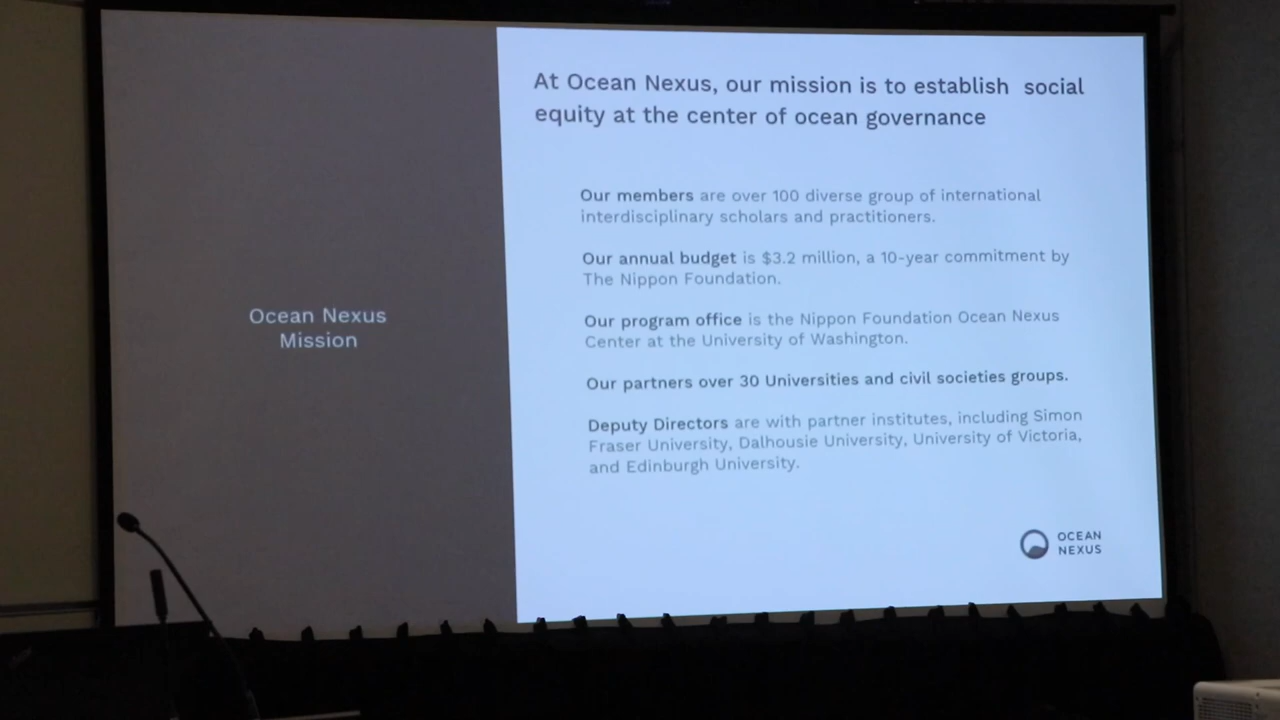 Ocean Nexus
Mission
At Ocean Nexus, our mission is to establish social
equity at the center of ocean governance
Our members are over 100 diverse group of international
interdisciplinary scholars and practitioners.
Our annual budget is $3.2 million, a 10-year commitment by
The Nippon Foundation.
Our program office is the Nippon Foundation Ocean Nexus
Center at the University of Washington.
Our partners over 30 Universities and civil societies groups.
Deputy Directors are with partner institutes, including Simon
Fraser University, Dalhousie University, University of Victoria,
and Edinburgh University.
OCEAN
NEXUS